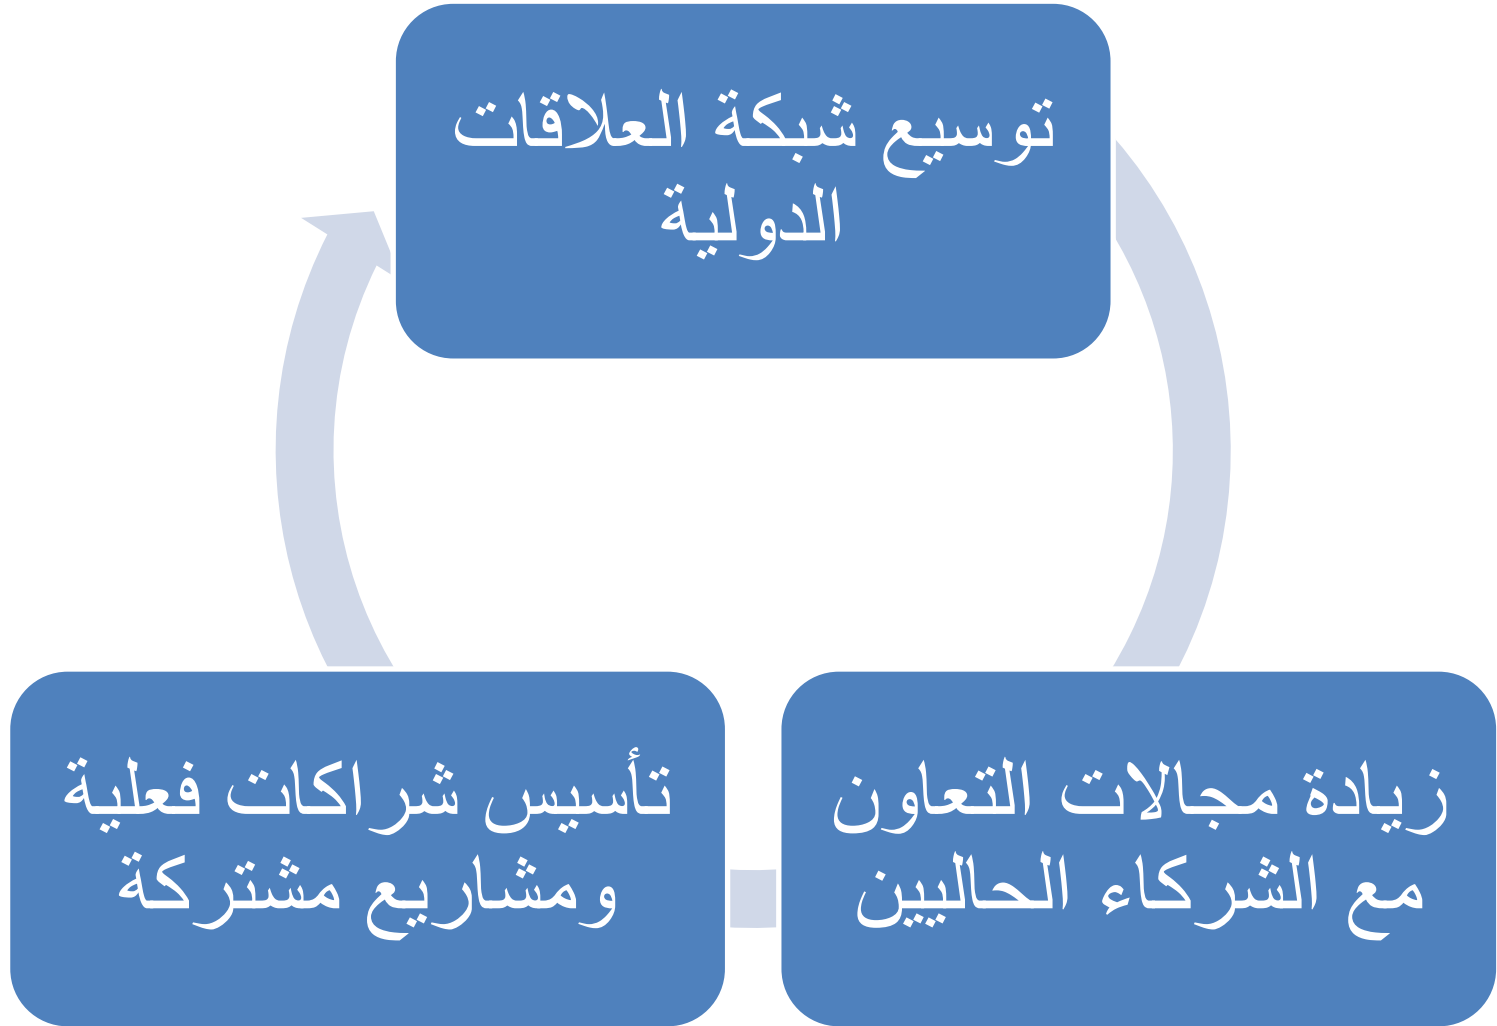 توسيع شبكة العلاقات
الدولية
زيادة مجالات التعاون
مع الشركاء الحاليين
تأسيس شراكات فعلية
ومشاريع مشتركة